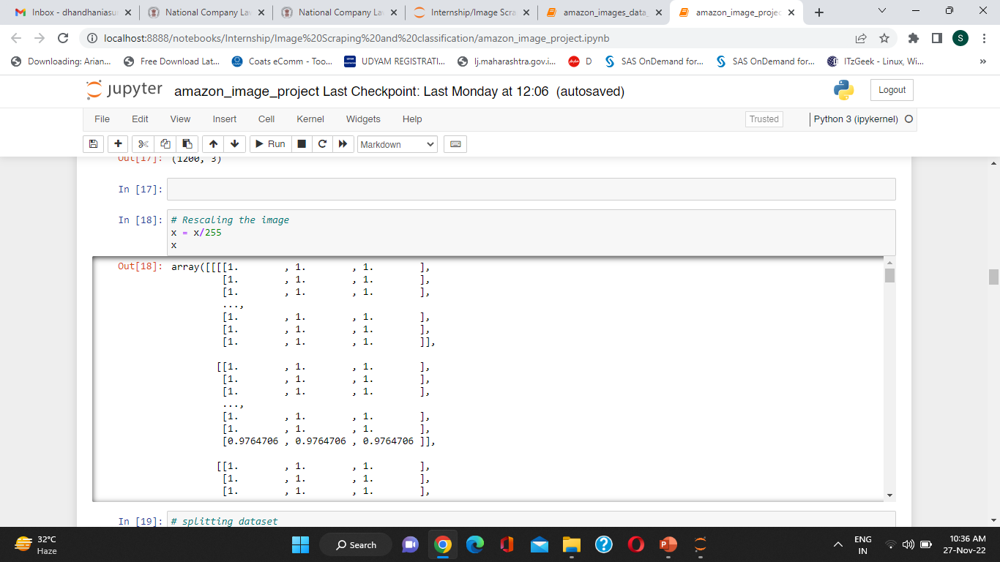 Inbox - dhandhaniasu
National Company La
National Company La
Internship/Image Scra
amazon_images_data_
amazon_image_projec
localhost:8888/notebooks/Internship/Image%20Scraping%20and%20classification/amazon_image_project.ipynb
S
Downloading: Arian...
Free Download Lat...
Coats eComm - Too...
UDYAM REGISTRATI...
lj.maharashtra.gov.i...
D
SAS OnDemand for...
SAS OnDemand for...
ITzGeek - Linux, Wi...
»
jupyter amazon_image_project Last Checkpoint: Last Monday at 12:06 (autosaved)
Logout
File Edit View Insert Cell Kernel Widgets Help
Trusted
Python 3 (ipykernel)
Run
Markdown
Out[17]: (1200, 3)
In [17]:
In [18]: # Rescaling the image
x = x/255
x
Out[18]: array([[[[1. , 1. , 1. ],
[1. , 1. , 1. ],
[1. , 1. , 1. ],
...,
[1. , 1. , 1. ],
[1. , 1. , 1. ],
[1. , 1. , 1. ]],
[[1. , 1. , 1. ],
[1. , 1. , 1. ],
[1. , 1. , 1. ],
...,
[1. , 1. , 1. ],
[1. , 1. , 1. ],
[0.9764706 , 0.9764706 , 0.9764706 ]],
[[1. , 1. , 1. ],
[1. , 1. , 1. ],
[1. , 1. , 1. ],
In [19]: # splitting dataset
32°C
Haze
Search
ENG
IN
10:36 AM
27-Nov-22